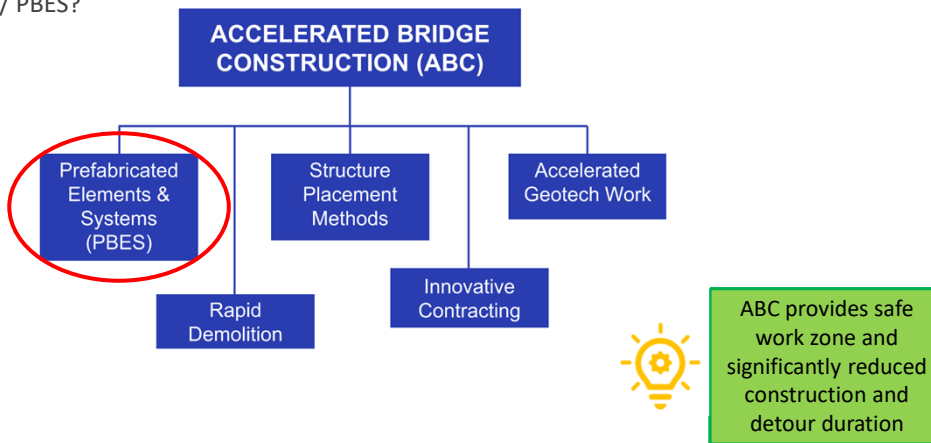 / PBES?
ACCELERATED BRIDGE
CONSTRUCTION (ABC)
Prefabricated
Elements &
Systems
(PBES)
Structure
Placement
Methods
Accelerated
Geotech Work
Rapid
Demolition
Innovative
Contracting
ABC provides safe
work zone and
significantly reduced
construction and
detour duration